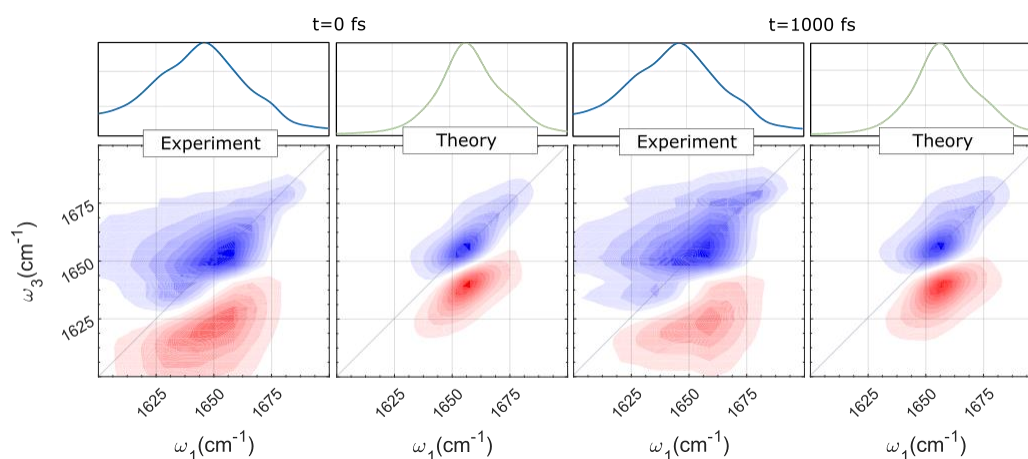 t=0 fs
t=1000 fs
Experiment
Theory
Experiment
Theory
ω3(cm-1)
1675
1650
1625
1625 1650 1675
1625 1650 1675
1625 1650 1675
1625 1650 1675
ω1(cm-1)
ω1(cm-1)
ω1(cm-1)
ω1(cm-1)